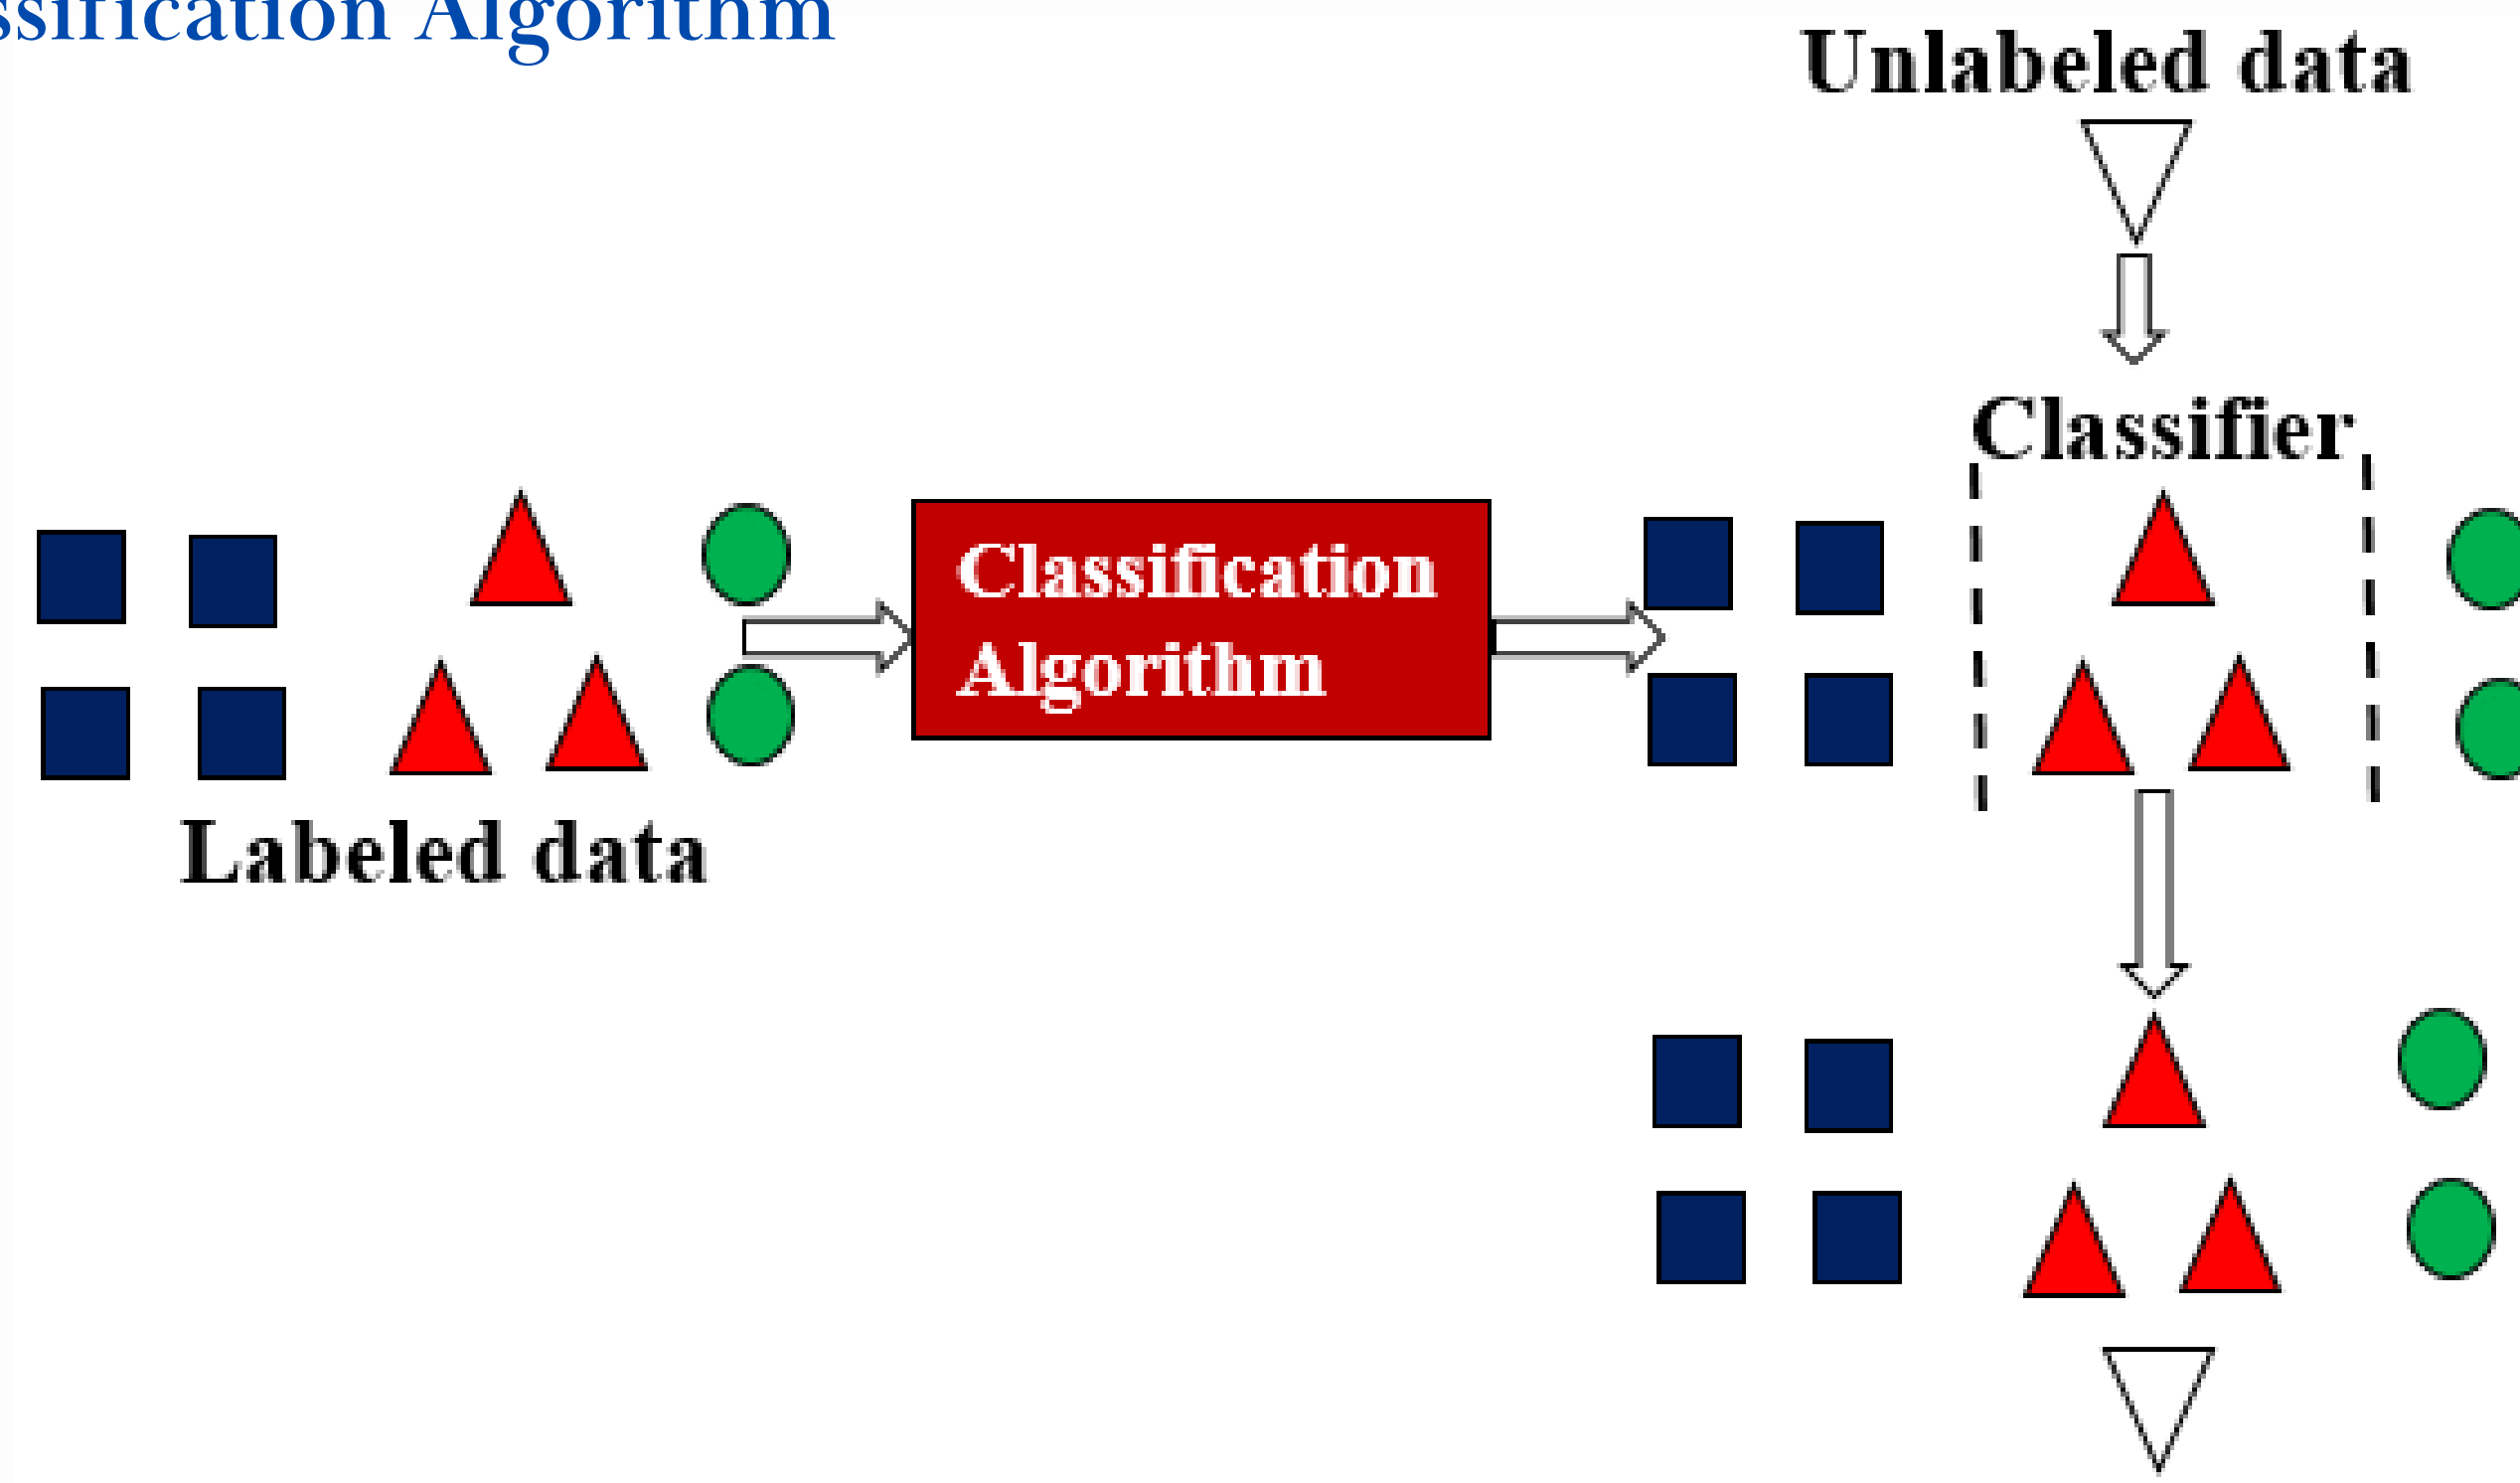 ssification Algorithm
Unlabeled data
Classifier
Classification
Algorithm
Labeled data